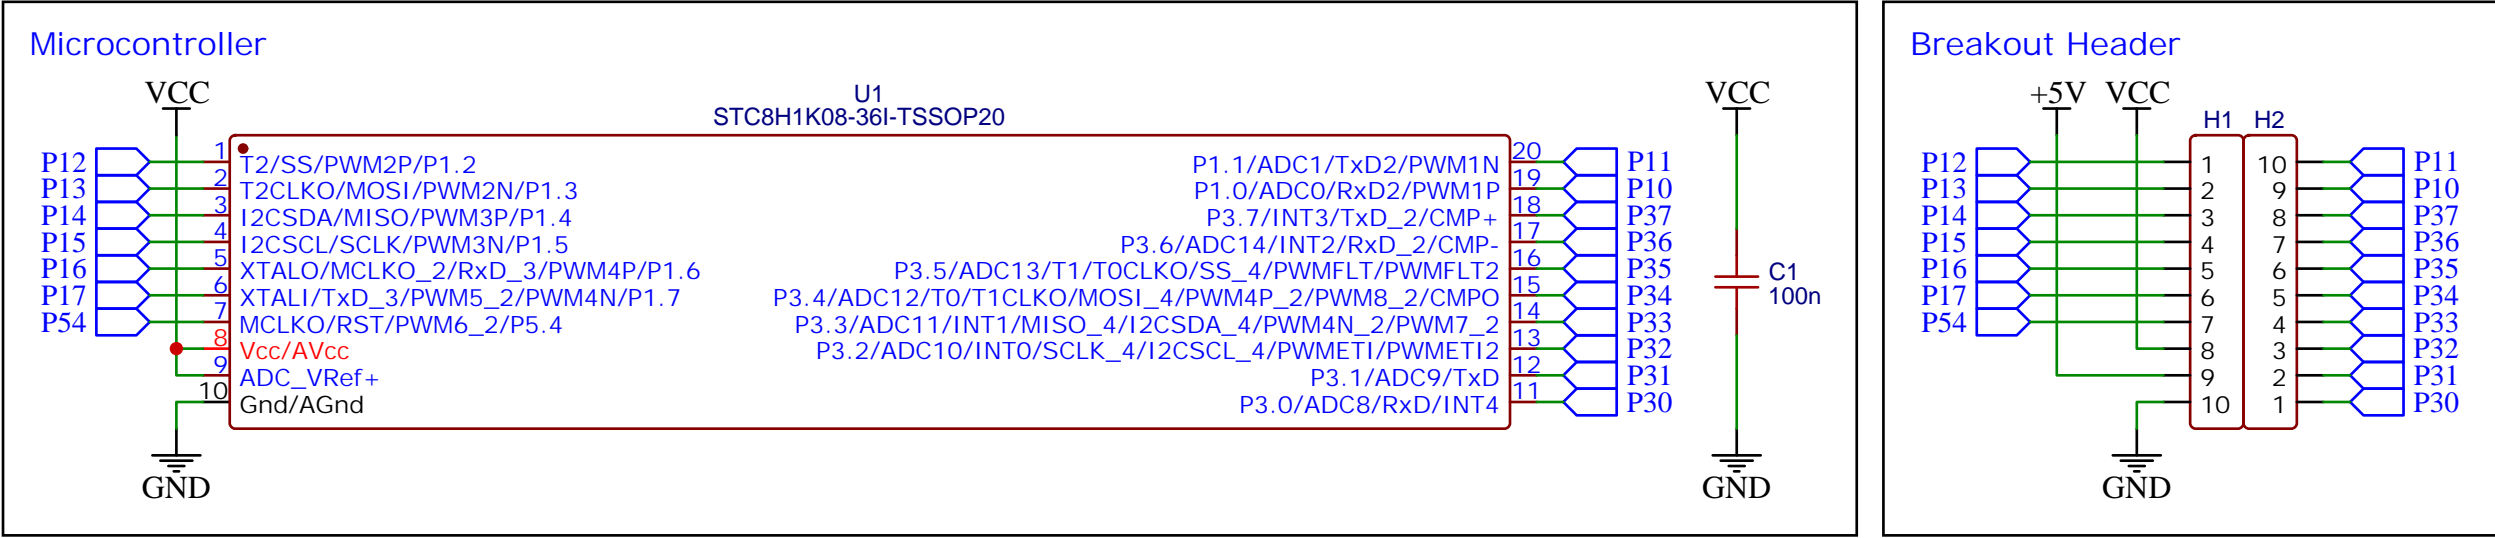 Microcontroller
VCC
U1
STC8H1K08-36I-TSSOP20
P12 1 T2/SS/PWM2P/P1.2
P13 2 T2CLKO/MOSI/PWM2N/P1.3
P14 3 I2CSDA/MISO/PWM3P/P1.4
P15 4 I2CSCL/SCLK/PWM3N/P1.5
P16 5 XTALO/MCLKO_2/RxD_3/PWM4P/P1.6
P17 6 XTALI/TxD_3/PWM5_2/PWM4N/P1.7
P54 7 MCLKO/RST/PWM6_2/P5.4
8 Vcc/AVcc
9 ADC_VRef+
10 Gnd/AGnd
GND
P1.1/ADC1/TxD2/PWM1N 20 P11
P1.0/ADC0/RxD2/PWM1P 19 P10
P3.7/INT3/TxD_2/CMP+ 18 P37
P3.6/ADC14/INT2/RxD_2/CMP- 17 P36
P3.5/ADC13/T1/T0CLKO/SS_4/PWMFLT/PWMFLT2 16 P35
P3.4/ADC12/T0/T1CLKO/MOSI_4/PWM4P_2/PWM8_2/CMPO 15 P34
P3.3/ADC11/INT1/MISO_4/I2CSDA_4/PWM4N_2/PWM7_2 14 P33
P3.2/ADC10/INT0/SCLK_4/I2CSCL_4/PWMETI/PWMETI2 13 P32
P3.1/ADC9/TxD 12 P31
P3.0/ADC8/RxD/INT4 11 P30
VCC
C1
100n
GND
Breakout Header
+5V VCC
H1 H2
P12 1 10 P11
P13 2 9 P10
P14 3 8 P37
P15 4 7 P36
P16 5 6 P35
P17 6 5 P34
P54 7 4 P33
8 3 P32
9 2 P31
10 1 P30
GND